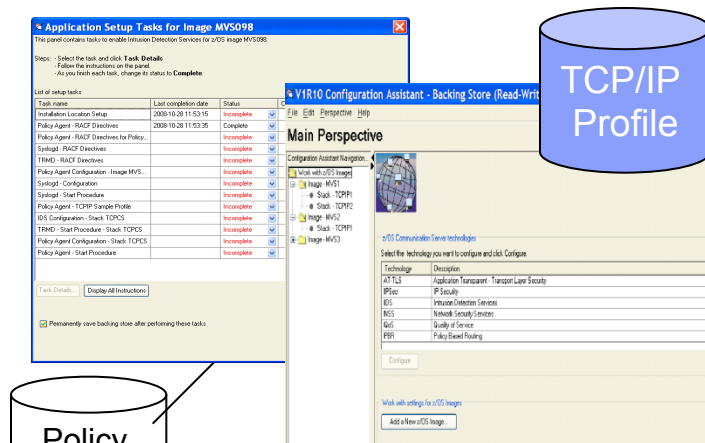 Application Setup Tasks for Image MVS098
This panel contains tasks to enable Intrusion Detection Services for z/OS image MVS098.
Steps: - Select the task and click Task Details
- Follow the instructions on the panel.
- As you finish each task, change its status to Complete.
List of setup tasks
Task name Last completion date Status
Installation Location Setup 2008-10-28 11:53:15 Incomplete
Policy Agent - RACF Directives 2008-10-28 11:53:35 Complete
Policy Agent - RACF Directives for Policy... Incomplete
Syslogd - RACF Directives Incomplete
TRMD - RACF Directives Incomplete
Policy Agent Configuration - Image MVS... Incomplete
Syslogd - Configuration Incomplete
Syslogd - Start Procedure Incomplete
Policy Agent - TCPIP Sample Profile Incomplete
IDS Configuration - Stack TCPCS Incomplete
TRMD - Start Procedure - Stack TCPCS Incomplete
Policy Agent Configuration - Stack TCPCS Incomplete
Policy Agent - Start Procedure Incomplete
Task Details... Display All Instructions
Permanently save backing store after performing these tasks
V1R10 Configuration Assistant - Backing Store (Read-Writ
File Edit Perspective Help
Main Perspective
Configuration Assistant Navigation...
Work with z/OS Images
Image - MVS1
Stack - TCPIP1
Stack - TCPIP2
Image - MVS2
Stack - TCPIP1
Image - MVS3
z/OS Communication Server technologies
Select the technology you want to configure and click Configure.
Technology Description
AT-TLS Application Transparent - Transport Layer Security
IPSec IP Security
IDS Intrusion Detection Services
NSS Network Security Services
QoS Quality of Service
PBR Policy Based Routing
Configure
Work with settings for z/OS Images
Add a New z/OS Image...
TCP/IP
Profile
Policy